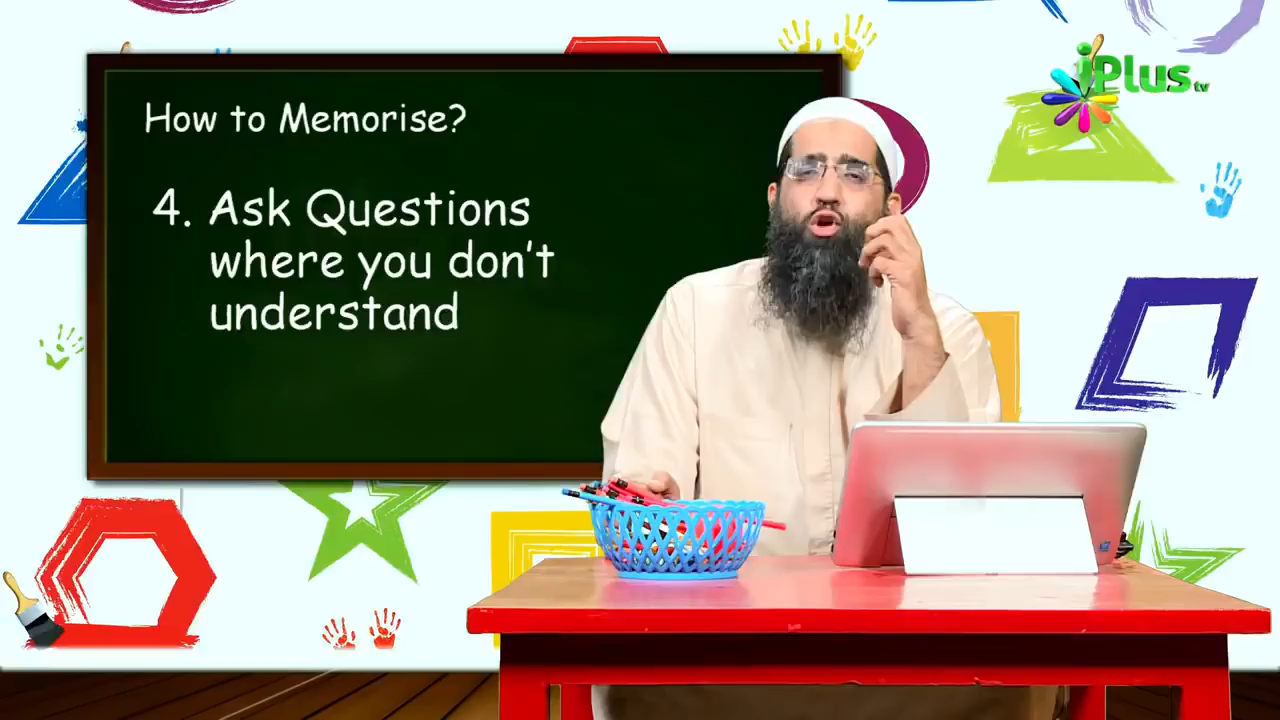 How to Memorise?
4. Ask Questions
where you don't
understand
iPlus tv